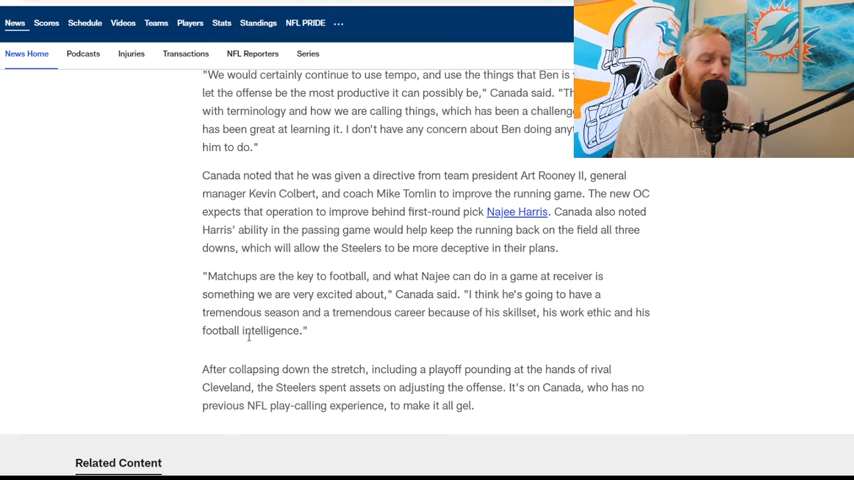 News Scores Schedule Videos Teams Players Stats Standings NFL PRIDE ...
News Home Podcasts Injuries Transactions NFL Reporters Series
"We would certainly continue to use tempo, and use the things that Ben is
let the offense be the most productive it can possibly be," Canada said. "Th
with terminology and how we are calling things, which has been a challeng
has been great at learning it. I don't have any concern about Ben doing any
him to do."
Canada noted that he was given a directive from team president Art Rooney II, general
manager Kevin Colbert, and coach Mike Tomlin to improve the running game. The new OC
expects that operation to improve behind first-round pick Najee Harris. Canada also noted
Harris' ability in the passing game would help keep the running back on the field all three
downs, which will allow the Steelers to be more deceptive in their plans.
"Matchups are the key to football, and what Najee can do in a game at receiver is
something we are very excited about," Canada said. "I think he's going to have a
tremendous season and a tremendous career because of his skillset, his work ethic and his
football intelligence."
After collapsing down the stretch, including a playoff pounding at the hands of rival
Cleveland, the Steelers spent assets on adjusting the offense. It's on Canada, who has no
previous NFL play-calling experience, to make it all gel.
Related Content